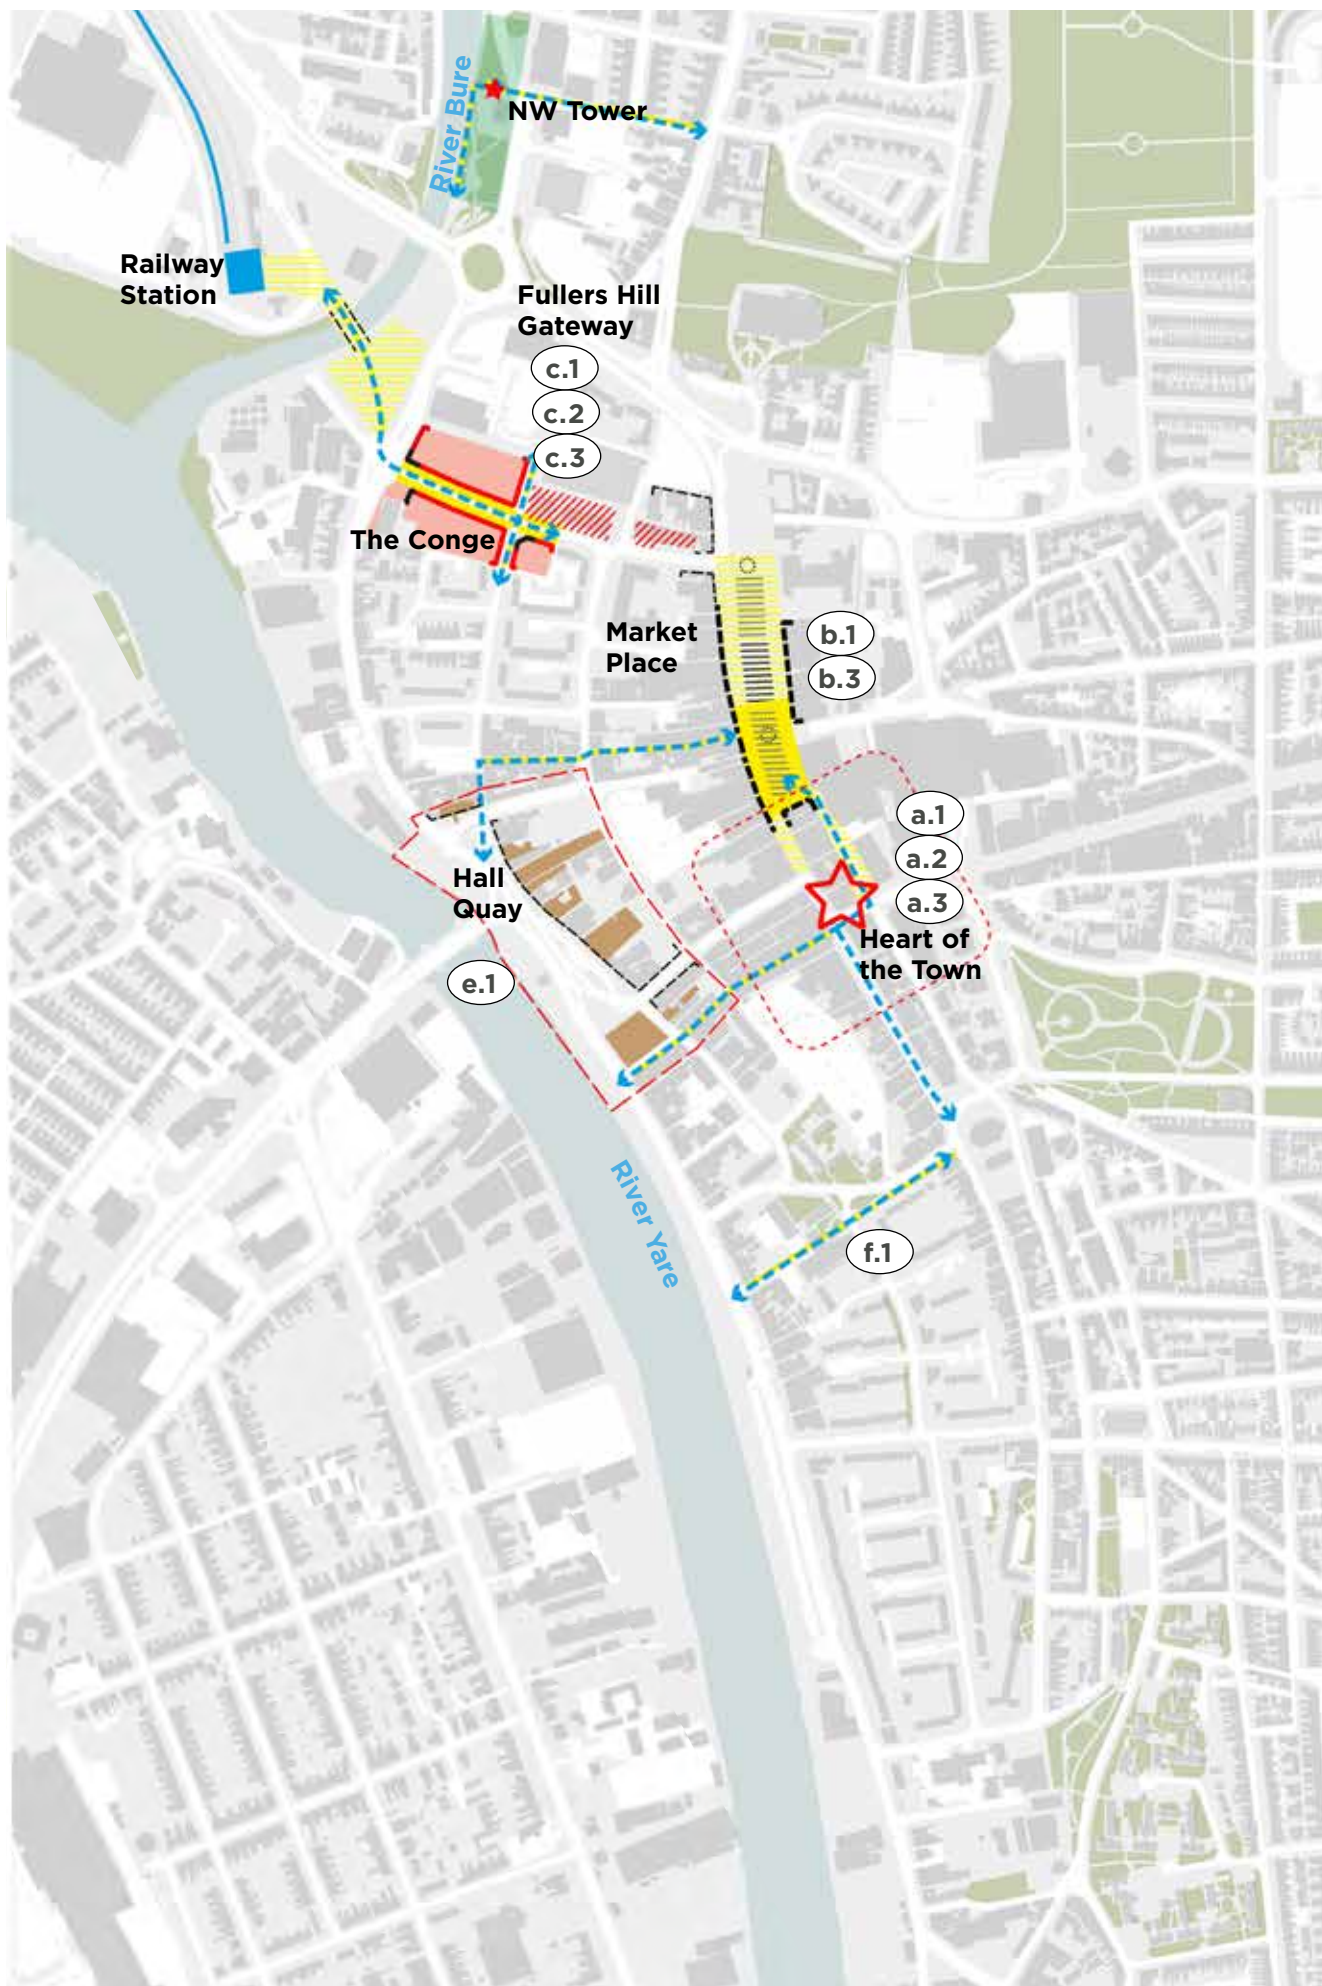 River Bure
NW Tower
Railway
Station
Fullers Hill
Gateway
c.1
c.2
c.3
The Conge
Market
Place
b.1
b.3
a.1
a.2
a.3
Hall
Quay
Heart of
the Town
e.1
River Yare
f.1